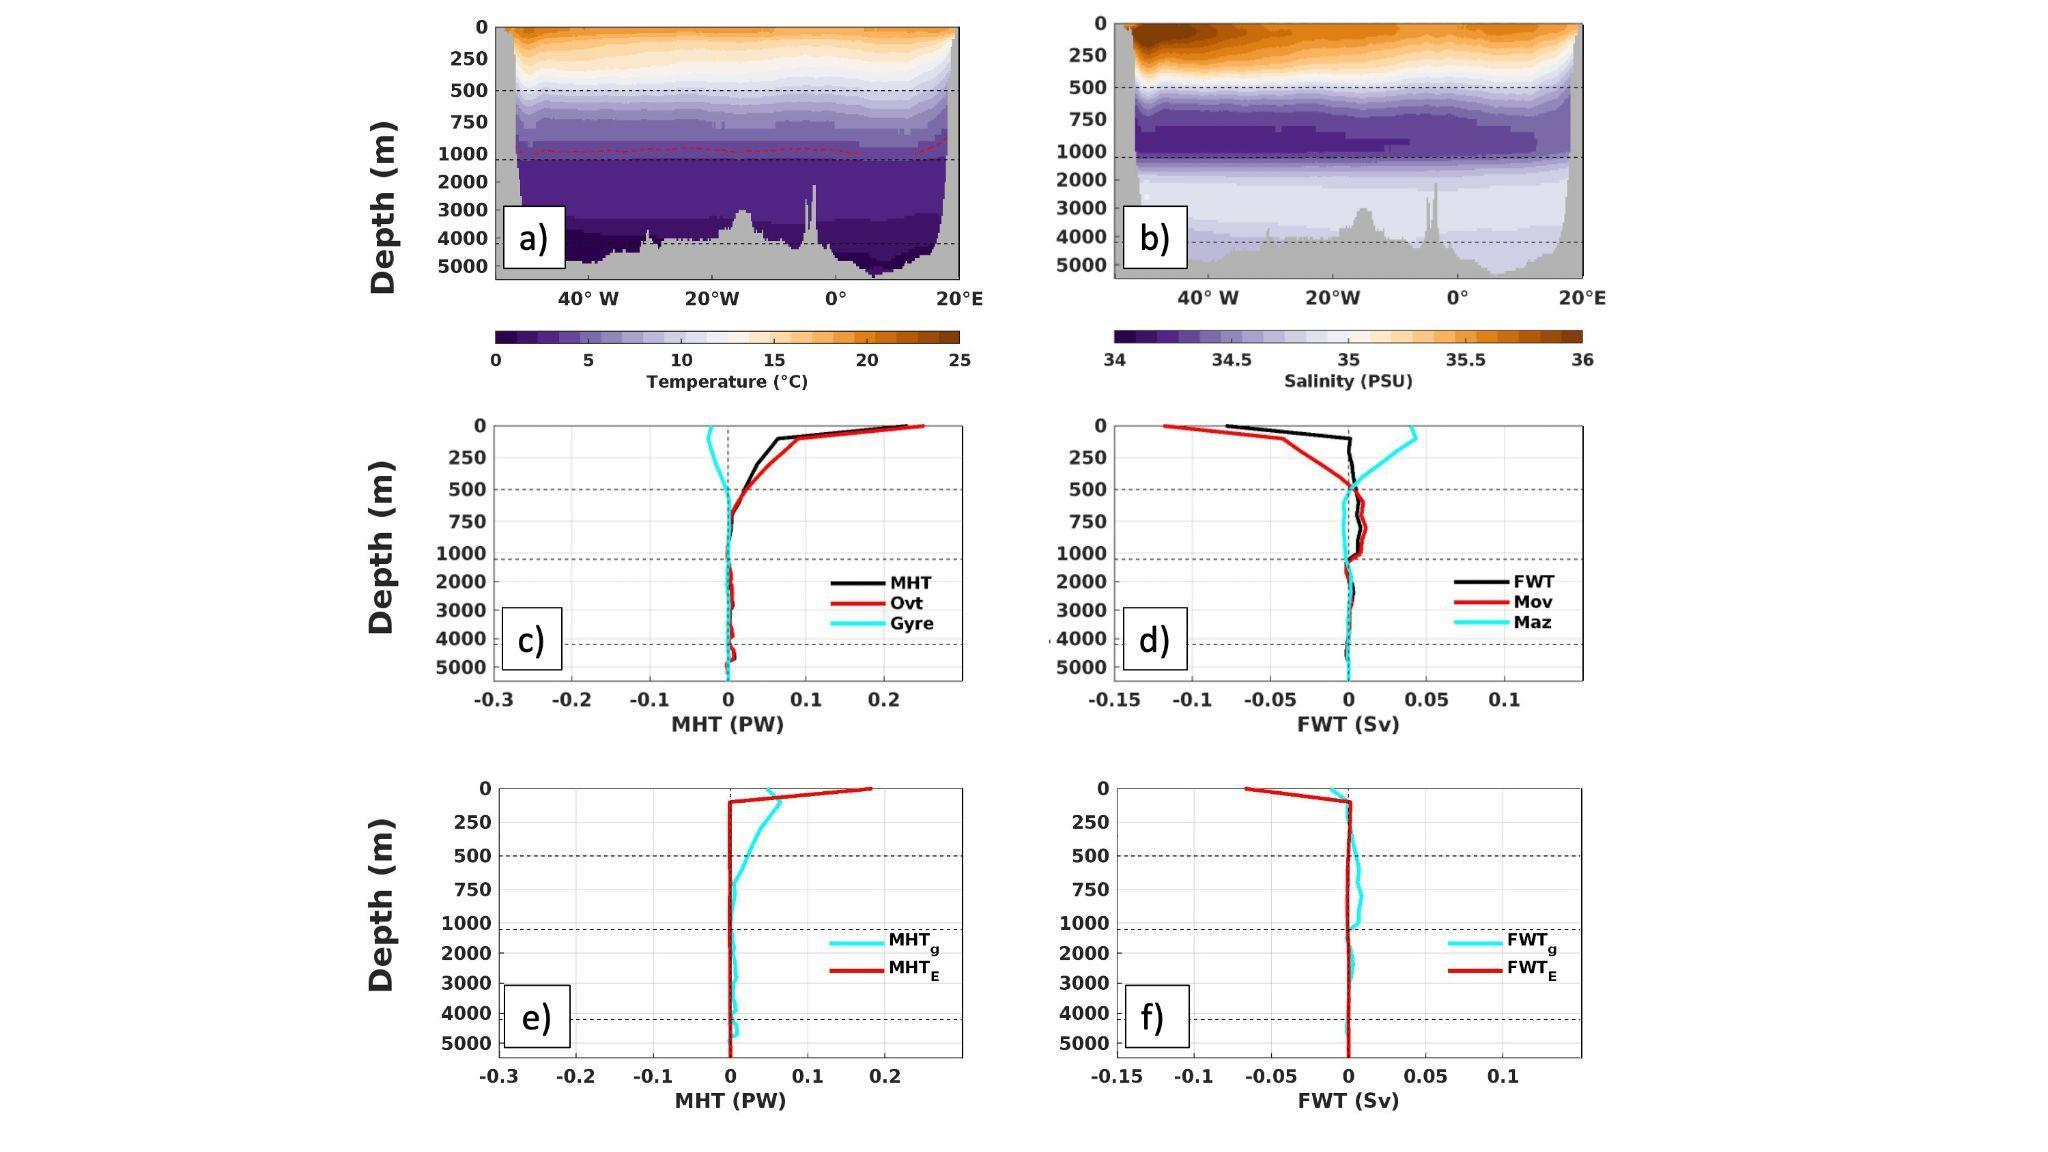 0
250
500
750
1000
2000
3000
4000
5000
Depth (m)
a)
40° W 20°W 0° 20°E
0 5 10 15 20 25
Temperature (°C)
0
250
500
750
1000
2000
3000
4000
5000
b)
40° W 20°W 0° 20°E
34 34.5 35 35.5 36
Salinity (PSU)
0
250
500
750
1000
2000
3000
4000
5000
Depth (m)
MHT
Ovt
Gyre
c)
-0.3 -0.2 -0.1 0 0.1 0.2
MHT (PW)
0
250
500
750
1000
2000
3000
4000
5000
FWT
Mov
Maz
d)
-0.15 -0.1 -0.05 0 0.05 0.1
FWT (Sv)
0
250
500
750
1000
2000
3000
4000
5000
Depth (m)
MHTg
MHTE
e)
-0.3 -0.2 -0.1 0 0.1 0.2
MHT (PW)
0
250
500
750
1000
2000
3000
4000
5000
FWTg
FWTE
f)
-0.15 -0.1 -0.05 0 0.05 0.1
FWT (Sv)